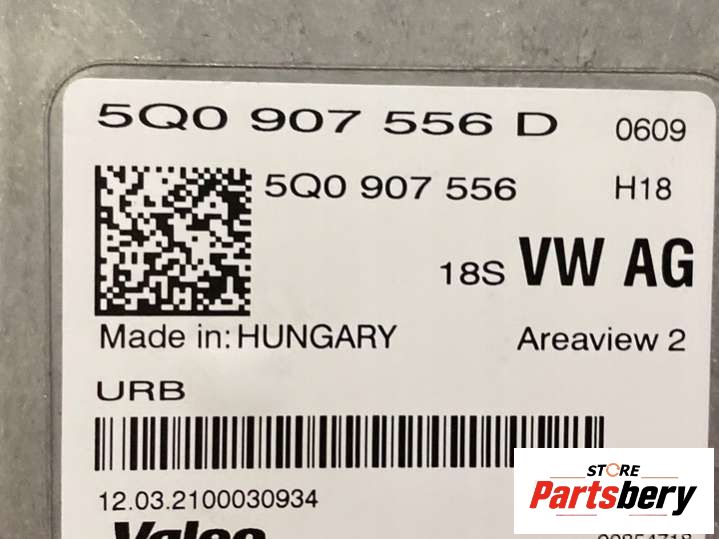 5Q0 907 556 D 0609
5Q0 907 556 H18
18S VW AG
Made in: HUNGARY Areaview 2
URB
12.03.2100030934
STORE
Partsbery
Valeo